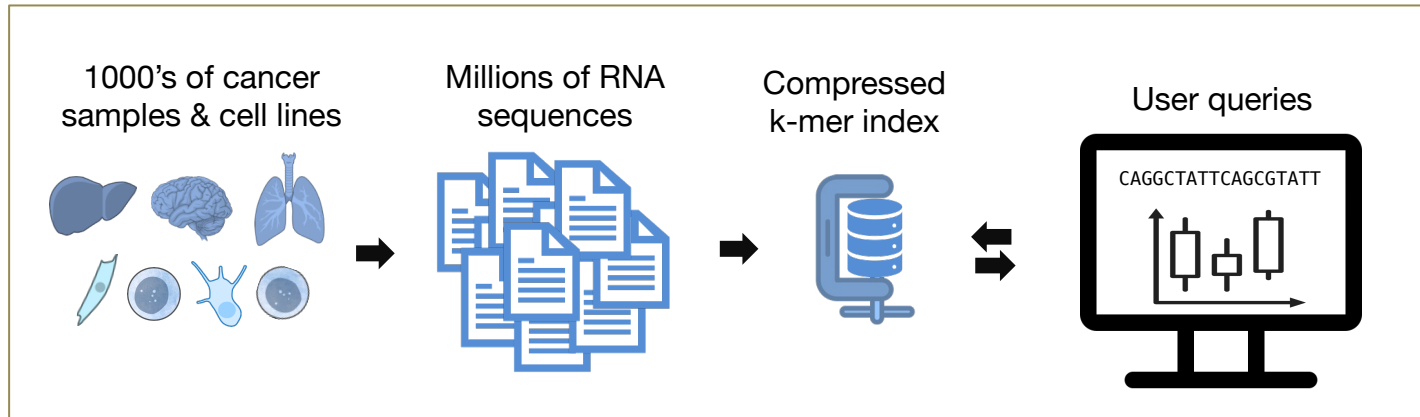 1000's of cancer
samples & cell lines
Millions of RNA
sequences
Compressed
k-mer index
User queries
CAGGCTATTCAGCGTATT